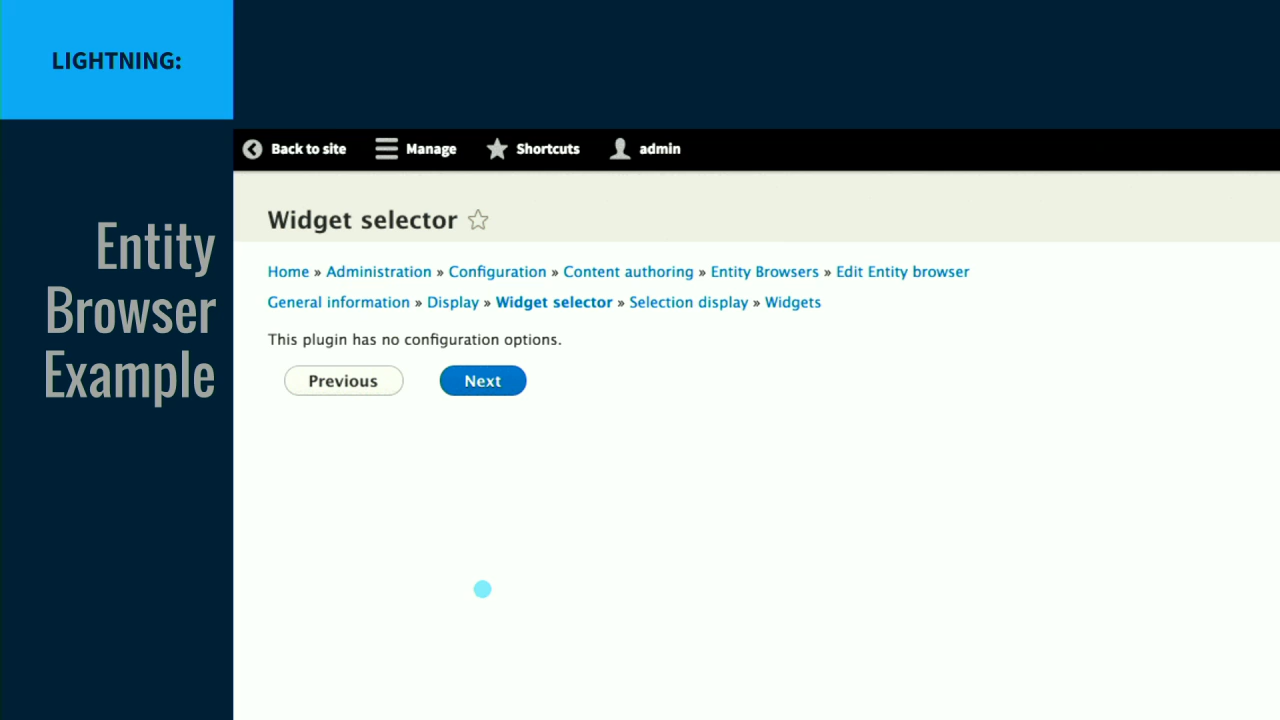 LIGHTNING:
Entity
Browser
Example
Back to site Manage Shortcuts admin
Widget selector
Home » Administration » Configuration » Content authoring » Entity Browsers » Edit Entity browser
General information » Display » Widget selector » Selection display » Widgets
This plugin has no configuration options.
Previous Next